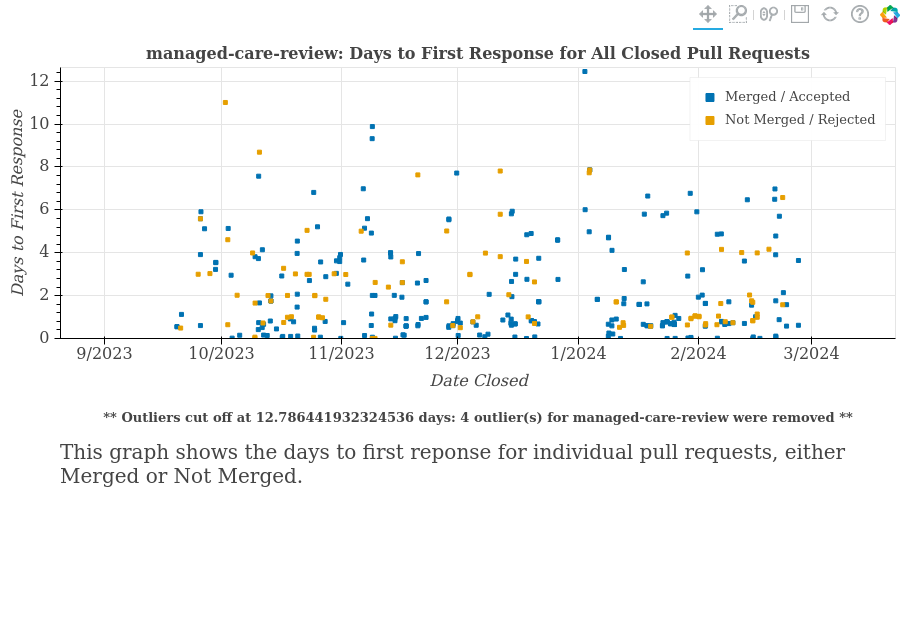 managed-care-review: Days to First Response for All Closed Pull Requests
12
10
8
6
4
2
0
Days to First Response
Merged / Accepted
Not Merged / Rejected
9/2023 10/2023 11/2023 12/2023 1/2024 2/2024 3/2024
Date Closed
** Outliers cut off at 12.786441932324536 days: 4 outlier(s) for managed-care-review were removed **
This graph shows the days to first reponse for individual pull requests, either
Merged or Not Merged.